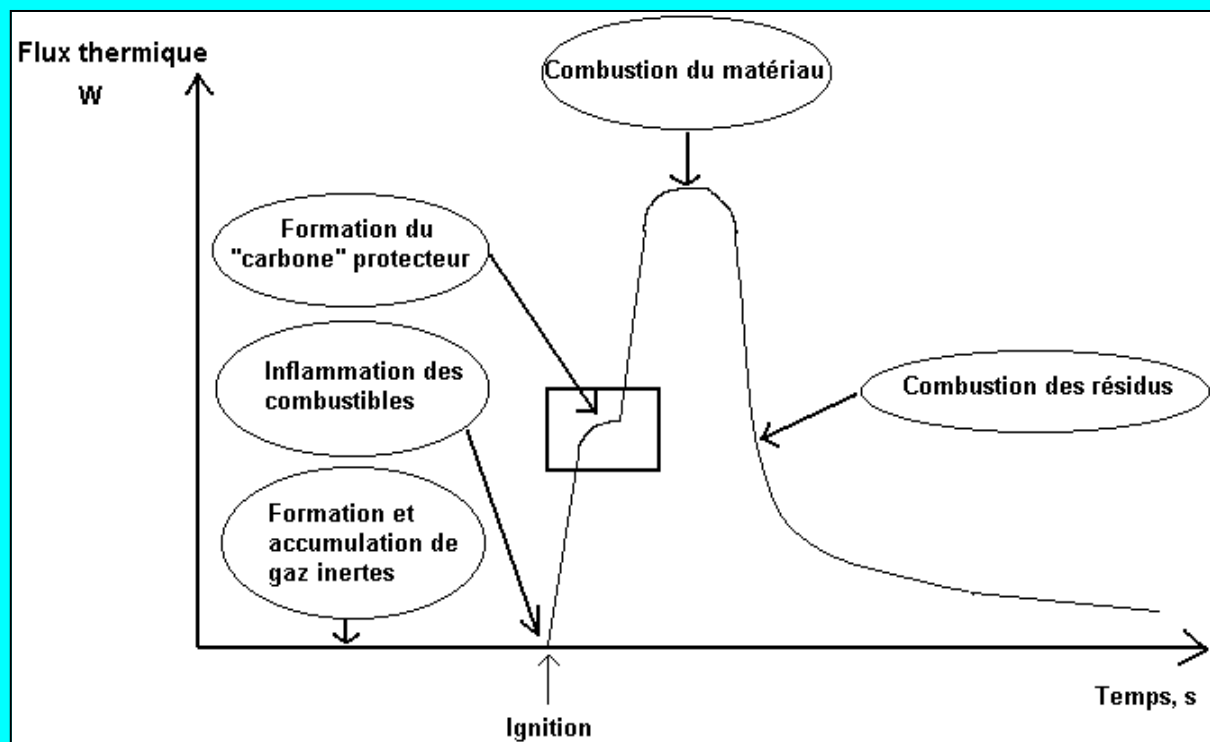 Flux thermique
W
Combustion du matériau
Formation du
"carbone" protecteur
Inflammation des
combustibles
Combustion des résidus
Formation et
accumulation de
gaz inertes
Temps, s
Ignition